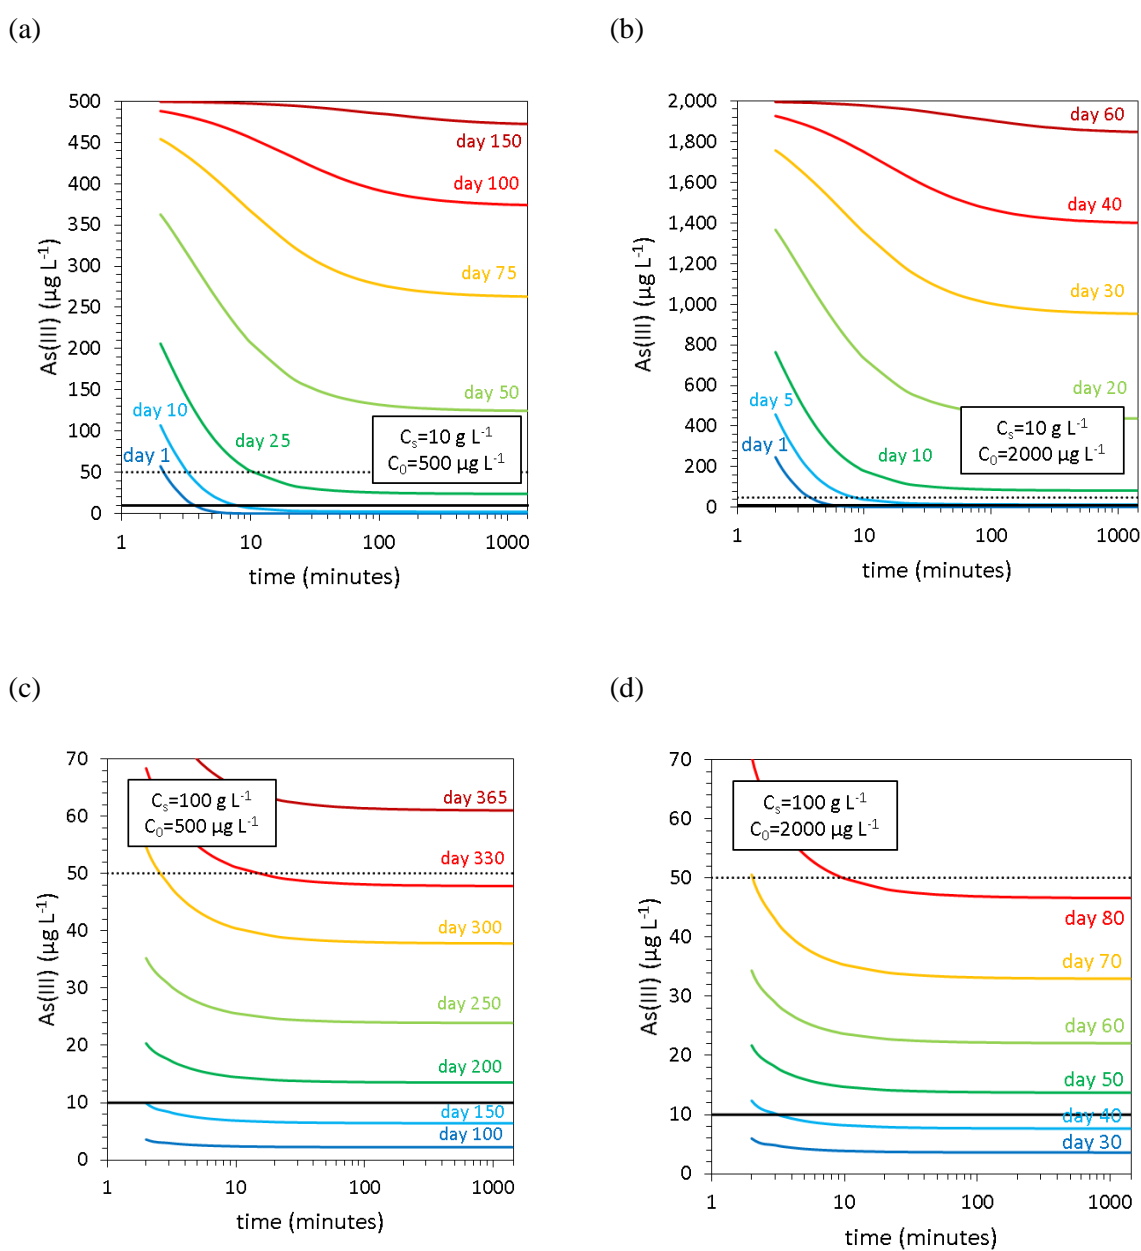 (a)
(b)
500
450
400
350
300
250
200
150
100
50
0
As(III) (µg L⁻¹)
day 150
day 100
day 75
day 50
day 10
day 25
day 1
Cₛ=10 g L⁻¹
C₀=500 µg L⁻¹
1 10 100 1000
time (minutes)
2,000
1,800
1,600
1,400
1,200
1,000
800
600
400
200
0
As(III) (µg L⁻¹)
day 60
day 40
day 30
day 20
day 5
day 10
day 1
Cₛ=10 g L⁻¹
C₀=2000 µg L⁻¹
1 10 100 1000
time (minutes)
(c)
(d)
70
60
50
40
30
20
10
0
As(III) (µg L⁻¹)
Cₛ=100 g L⁻¹
C₀=500 µg L⁻¹
day 365
day 330
day 300
day 250
day 200
day 150
day 100
1 10 100 1000
time (minutes)
70
60
50
40
30
20
10
0
As(III) (µg L⁻¹)
Cₛ=100 g L⁻¹
C₀=2000 µg L⁻¹
day 80
day 70
day 60
day 50
day 40
day 30
1 10 100 1000
time (minutes)